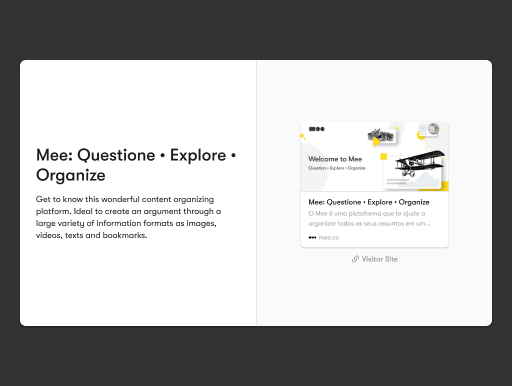 Mee: Questione • Explore •
Organize
Get to know this wonderful content organizing
platform. Ideal to create an argument through a
large variety of information formats as images,
videos, texts and bookmarks.
Welcome to Mee
Question • Explore • Organize
Mee: Questione • Explore • Organize
O Mee é uma plataforma que te ajuda a
organizar todos os seus assuntos em um...
mee.cc
Visitar Site